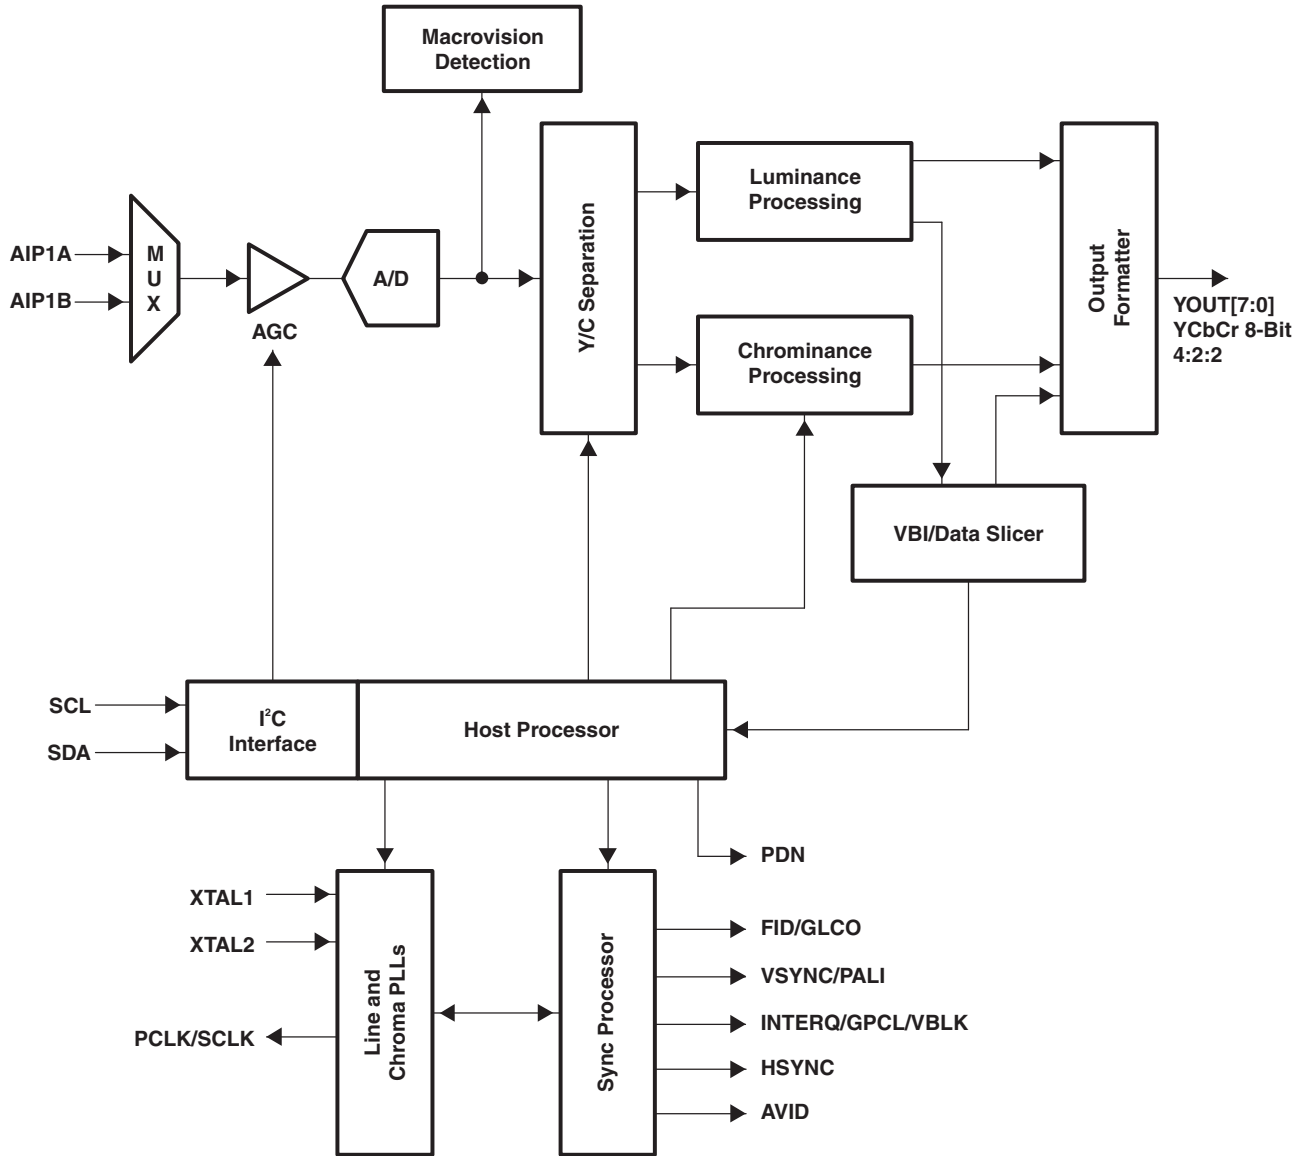 Macrovision
Detection
AIP1A
AIP1B
M
U
X
AGC
A/D
Y/C Separation
Luminance
Processing
Chrominance
Processing
Output
Formatter
YOUT[7:0]
YCbCr 8-Bit
4:2:2
VBI/Data Slicer
SCL
SDA
I²C
Interface
Host Processor
PDN
XTAL1
XTAL2
PCLK/SCLK
Line and
Chroma PLLs
Sync Processor
FID/GLCO
VSYNC/PALI
INTERQ/GPCL/VBLK
HSYNC
AVID